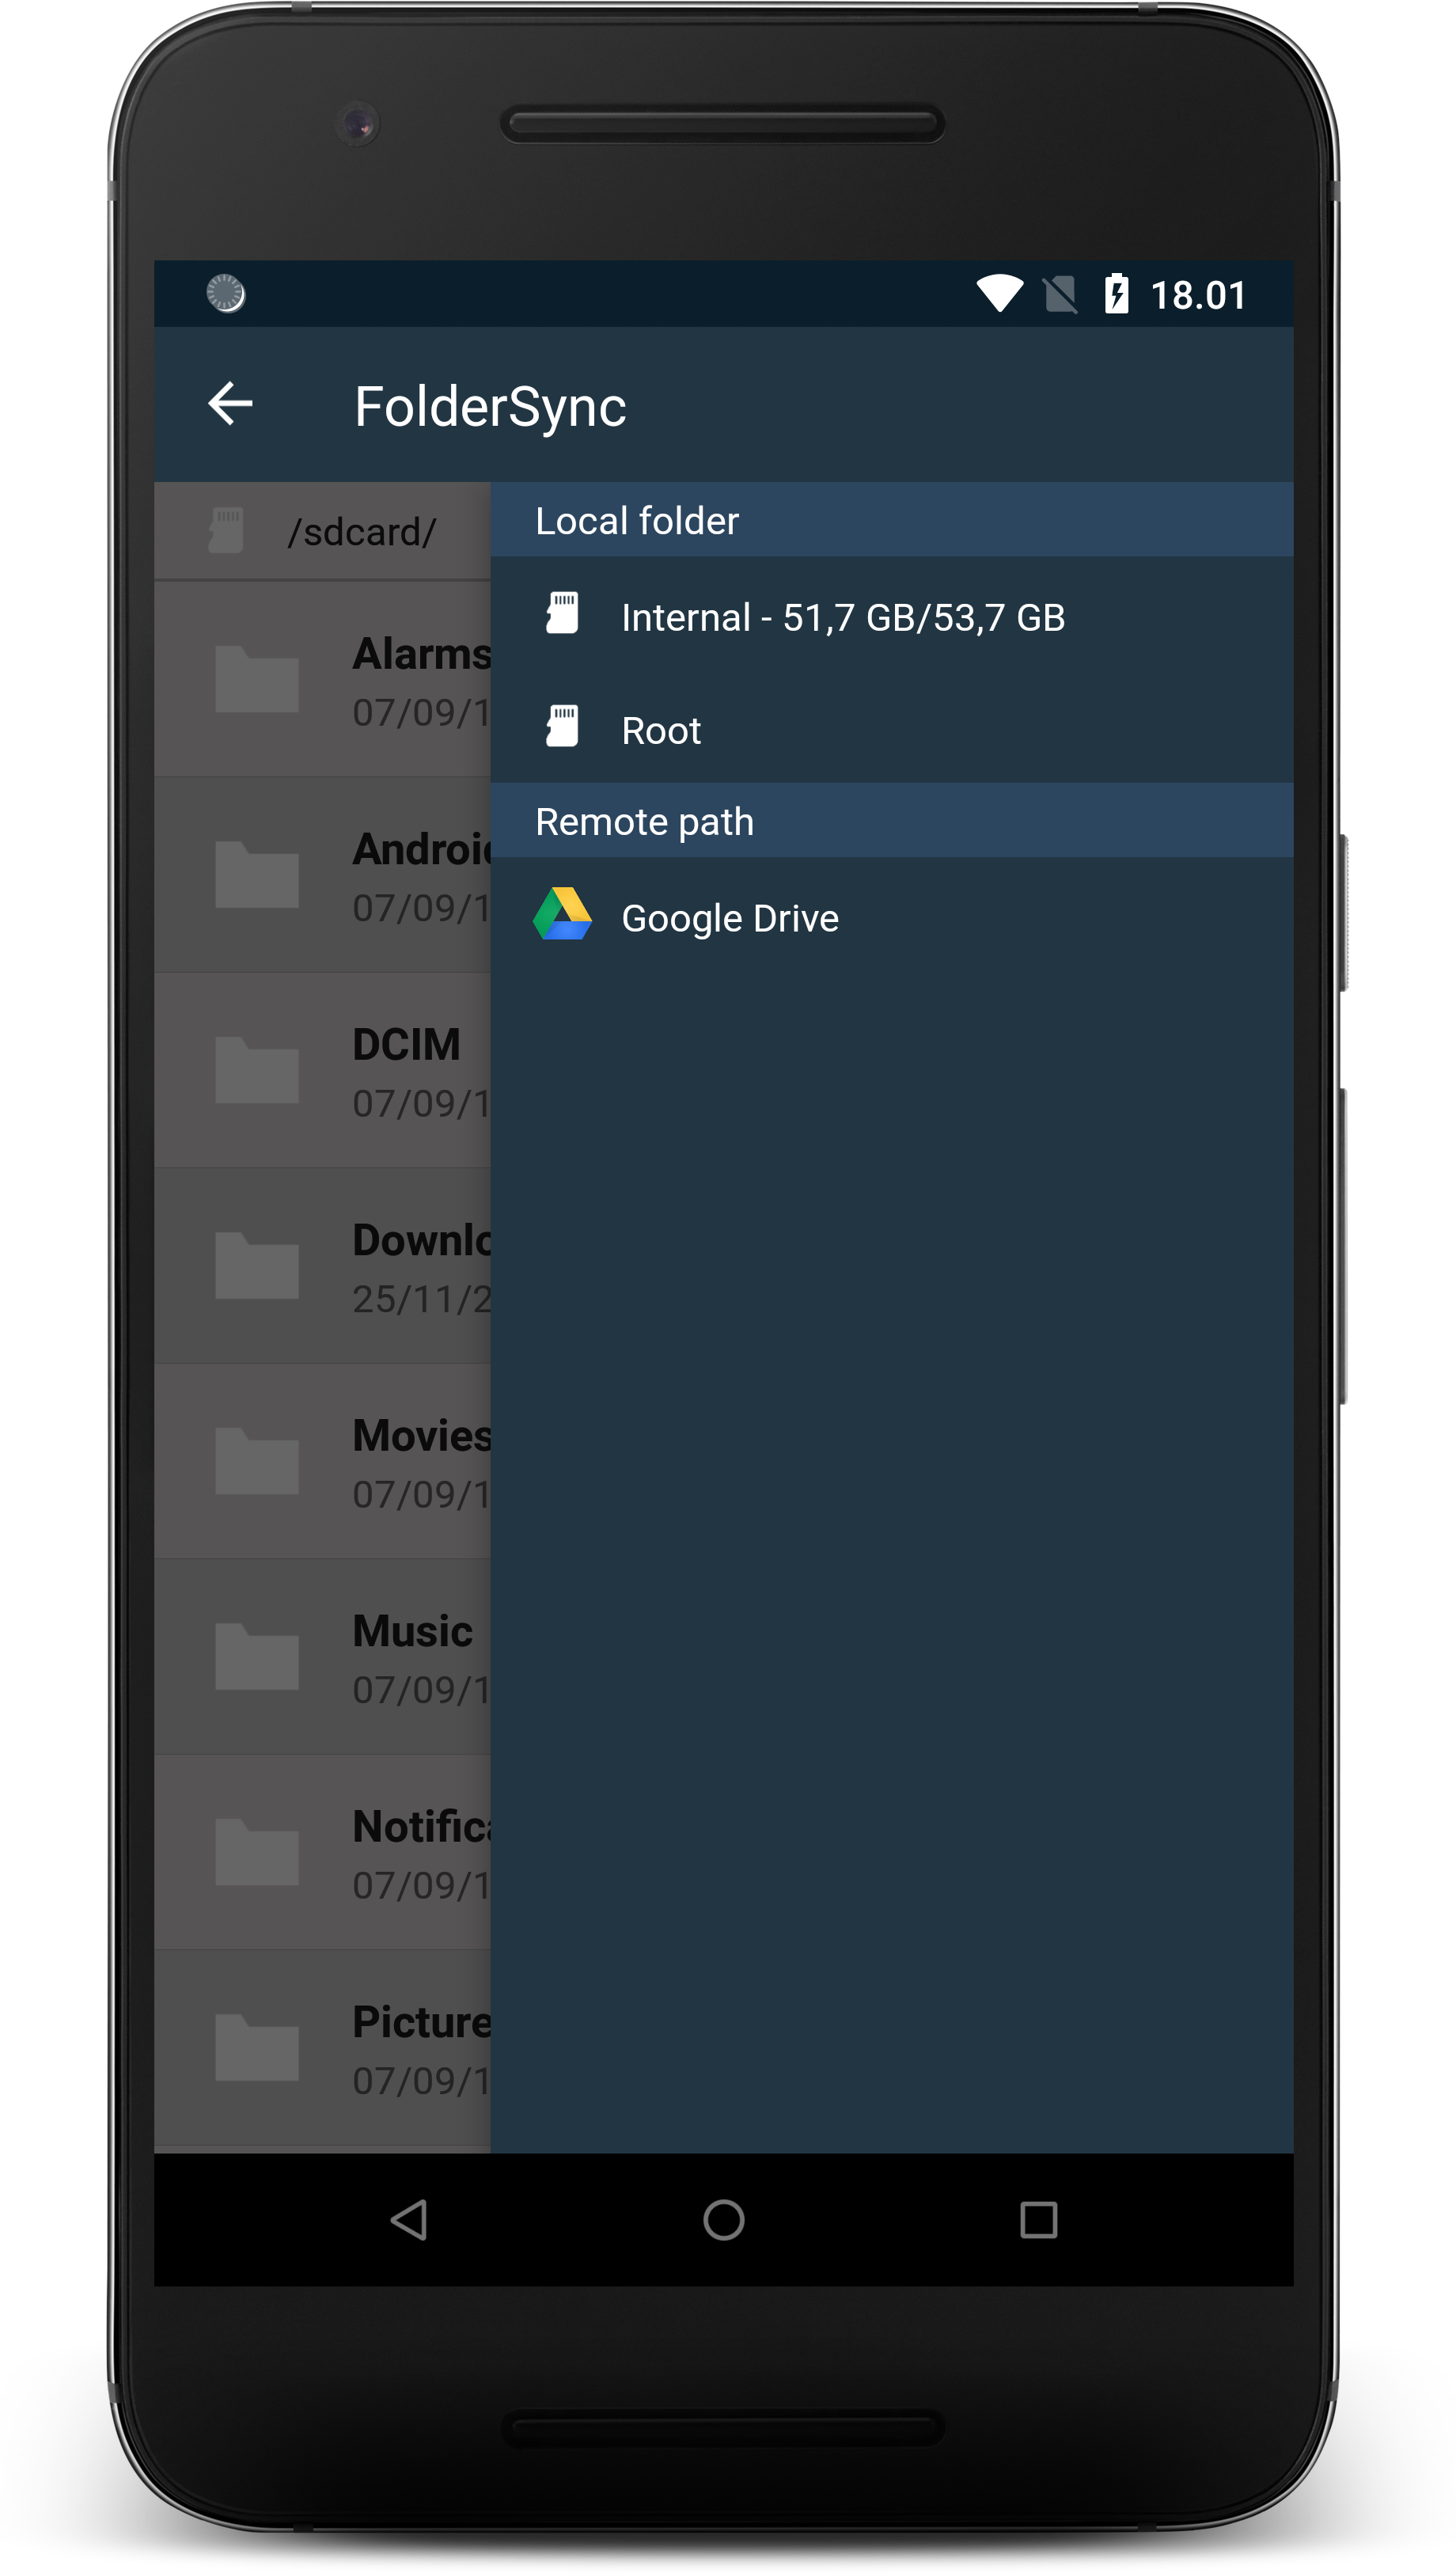 18.01
FolderSync
/sdcard/
Local folder
Internal - 51,7 GB/53,7 GB
Root
Remote path
Google Drive
Alarms
07/09/1
Androi
07/09/1
DCIM
07/09/1
Downlo
25/11/2
Movies
07/09/1
Music
07/09/1
Notifica
07/09/1
Picture
07/09/1